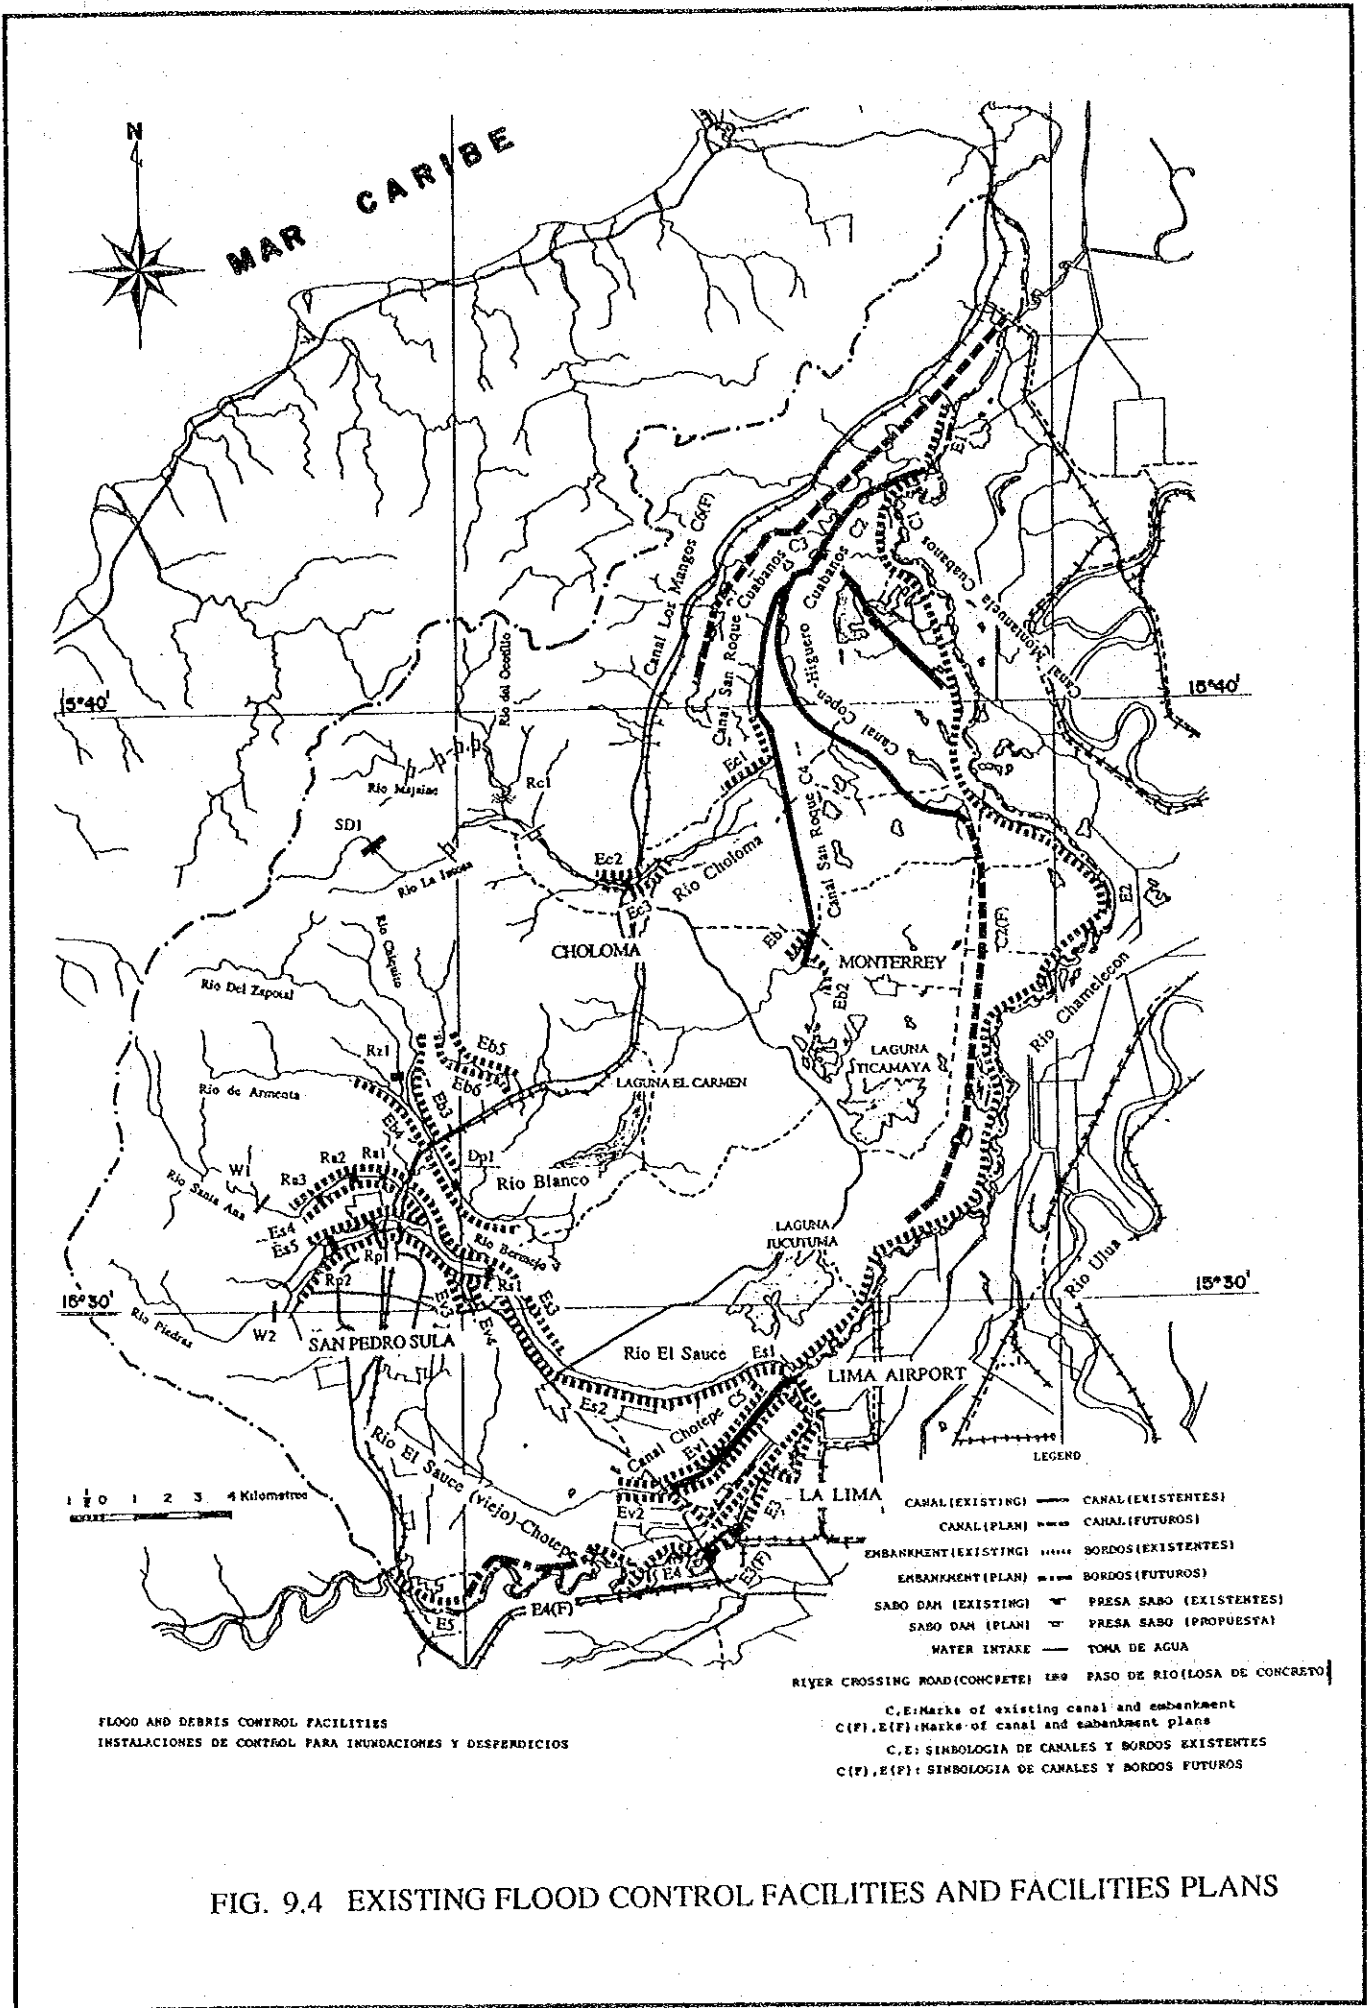 N
MAR CARIBE
Canal Los Mangos C6(F)
Canal San Roque Cuabanos C3
Cuabanos C2
C1
E1
Canal Montañuela Cuabanos
Canal Copen-Higuero
Rio del Ocotillo
15°40'
15°40'
Rio Majaine
Rc1
SD1
Ec1
Canal San Roque C4
Ec2
Rio Choloma
Ec3
E2
Rio Chiquito
CHOLOMA
Eb1
MONTERREY
C2(F)
Rio Del Zapotal
Eb2
Rio Chamelecon
Rz1
Eb5
Eb6
LAGUNA
TICAMAYA
Rio de Armenta
LAGUNA EL CARMEN
Eb3
Eb4
W1
Ra2
Ra1
Dp1
Ra3
Rio Blanco
Rio Santa Ana
Es4
Es5
LAGUNA
JUCUTUMA
Rio Bermejo
Rp1
Rp2
Rs1
Es3
Ev3
Ev4
Rio Ulua
15°30'
15°30'
Rio Piedras
W2
SAN PEDRO SULA
Rio El Sauce
Es1
LIMA AIRPORT
Es2
Canal Chotepe C5
Ev1
Rio El Sauce (viejo)-Chotepe
Ev2
LA LIMA
E3
E3(F)
E4
E4(F)
E5
1 ½ 0 1 2 3 4 Kilometros
LEGEND
CANAL(EXISTING) CANAL(EXISTENTES)
CANAL(PLAN) CANAL(FUTUROS)
EMBANKMENT(EXISTING) BORDOS(EXISTENTES)
EMBANKMENT(PLAN) BORDOS(FUTUROS)
SABO DAM (EXISTING) PRESA SABO (EXISTENTES)
SABO DAM (PLAN) PRESA SABO (PROPUESTA)
WATER INTAKE TOMA DE AGUA
RIVER CROSSING ROAD(CONCRETE) PASO DE RIO(LOSA DE CONCRETO)
C,E:Marks of existing canal and embankment
C(F),E(F):Marks of canal and embankment plans
C,E: SIMBOLOGIA DE CANALES Y BORDOS EXISTENTES
C(F),E(F): SIMBOLOGIA DE CANALES Y BORDOS FUTUROS
FLOOD AND DEBRIS CONTROL FACILITIES
INSTALACIONES DE CONTROL PARA INUNDACIONES Y DESPERDICIOS
FIG. 9.4 EXISTING FLOOD CONTROL FACILITIES AND FACILITIES PLANS